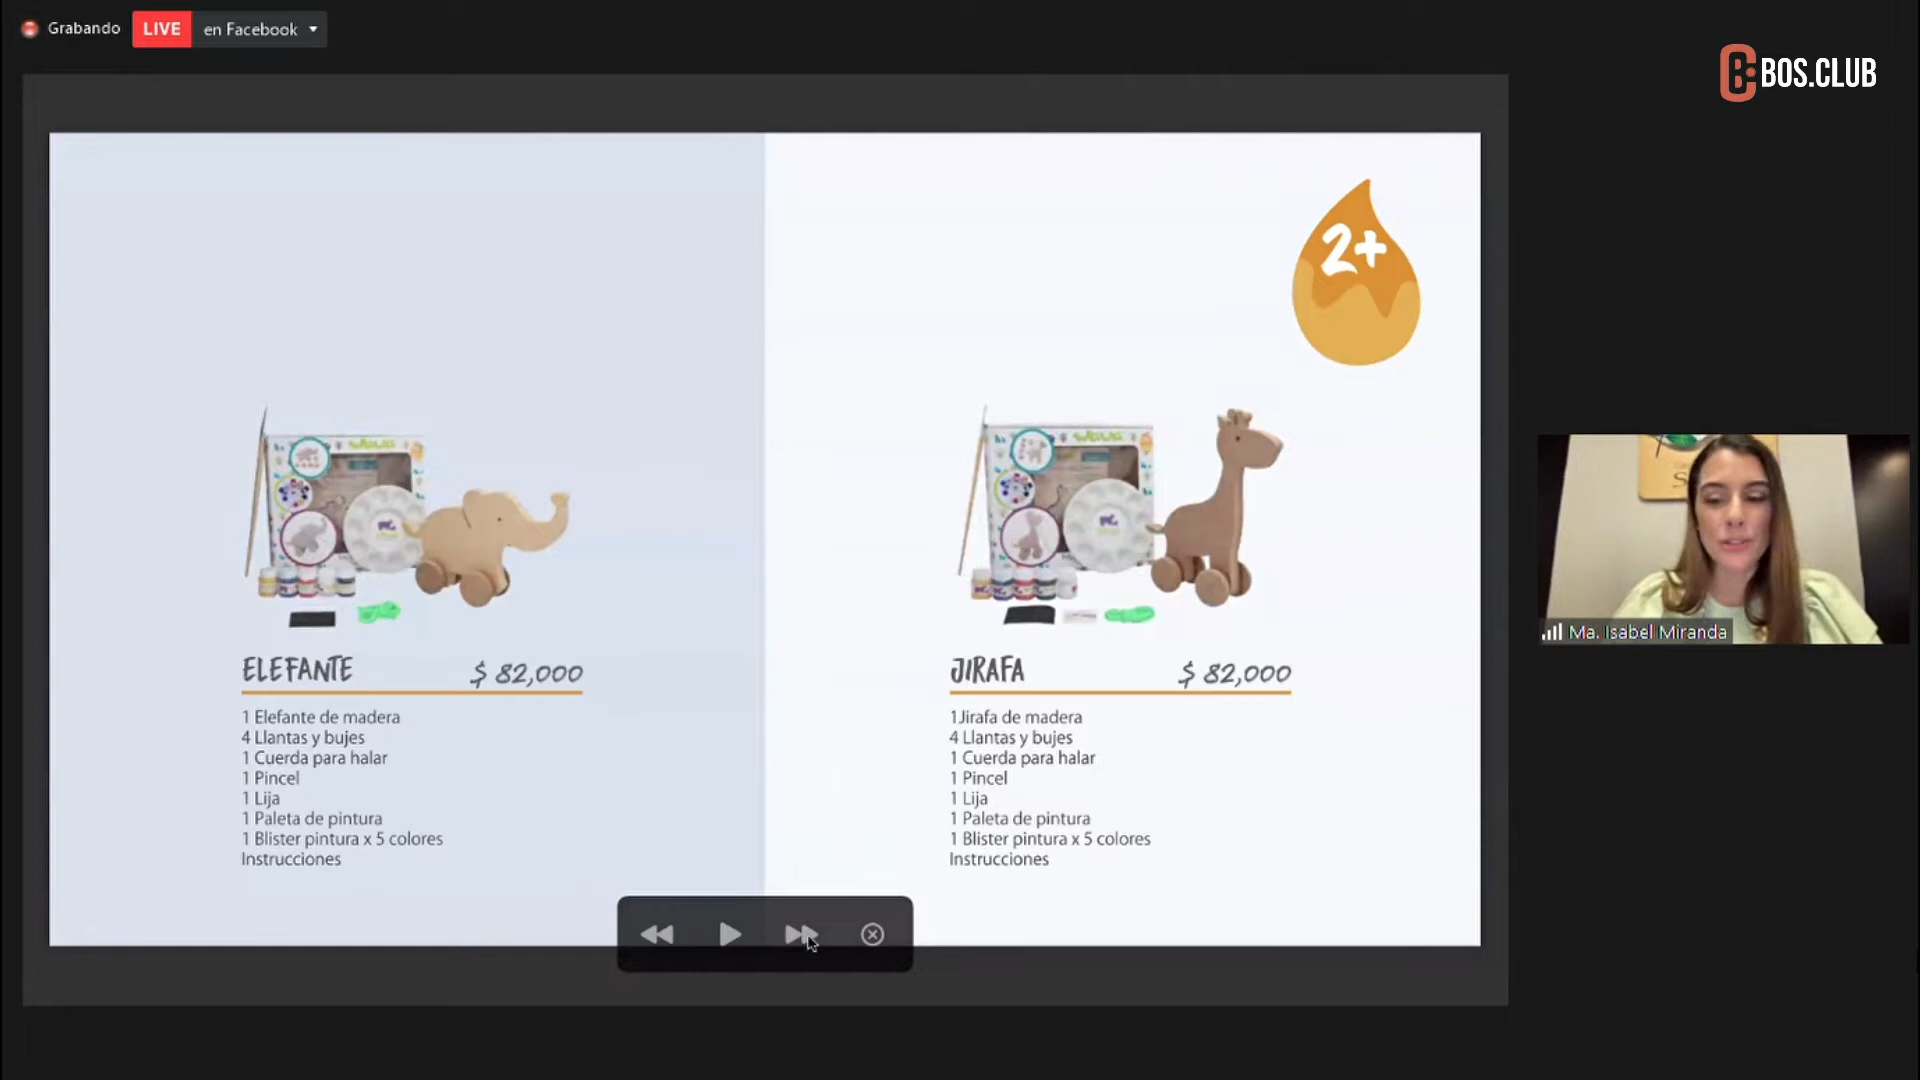 Grabando
LIVE
en Facebook
BOS.CLUB
2+
ELEFANTE
$ 82,000
1 Elefante de madera
4 Llantas y bujes
1 Cuerda para halar
1 Pincel
1 Lija
1 Paleta de pintura
1 Blister pintura x 5 colores
Instrucciones
JIRAFA
$ 82,000
1Jirafa de madera
4 Llantas y bujes
1 Cuerda para halar
1 Pincel
1 Lija
1 Paleta de pintura
1 Blister pintura x 5 colores
Instrucciones
Ma. Isabel Miranda